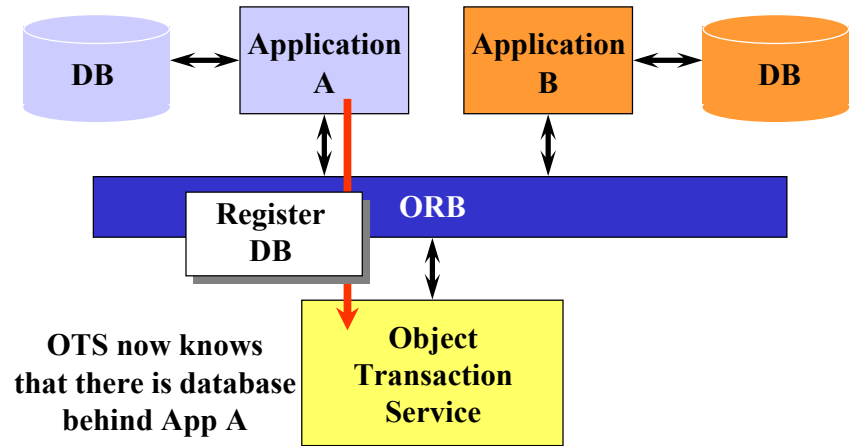 DB
Application
A
Application
B
DB
ORB
Register
DB
OTS now knows
that there is database
behind App A
Object
Transaction
Service